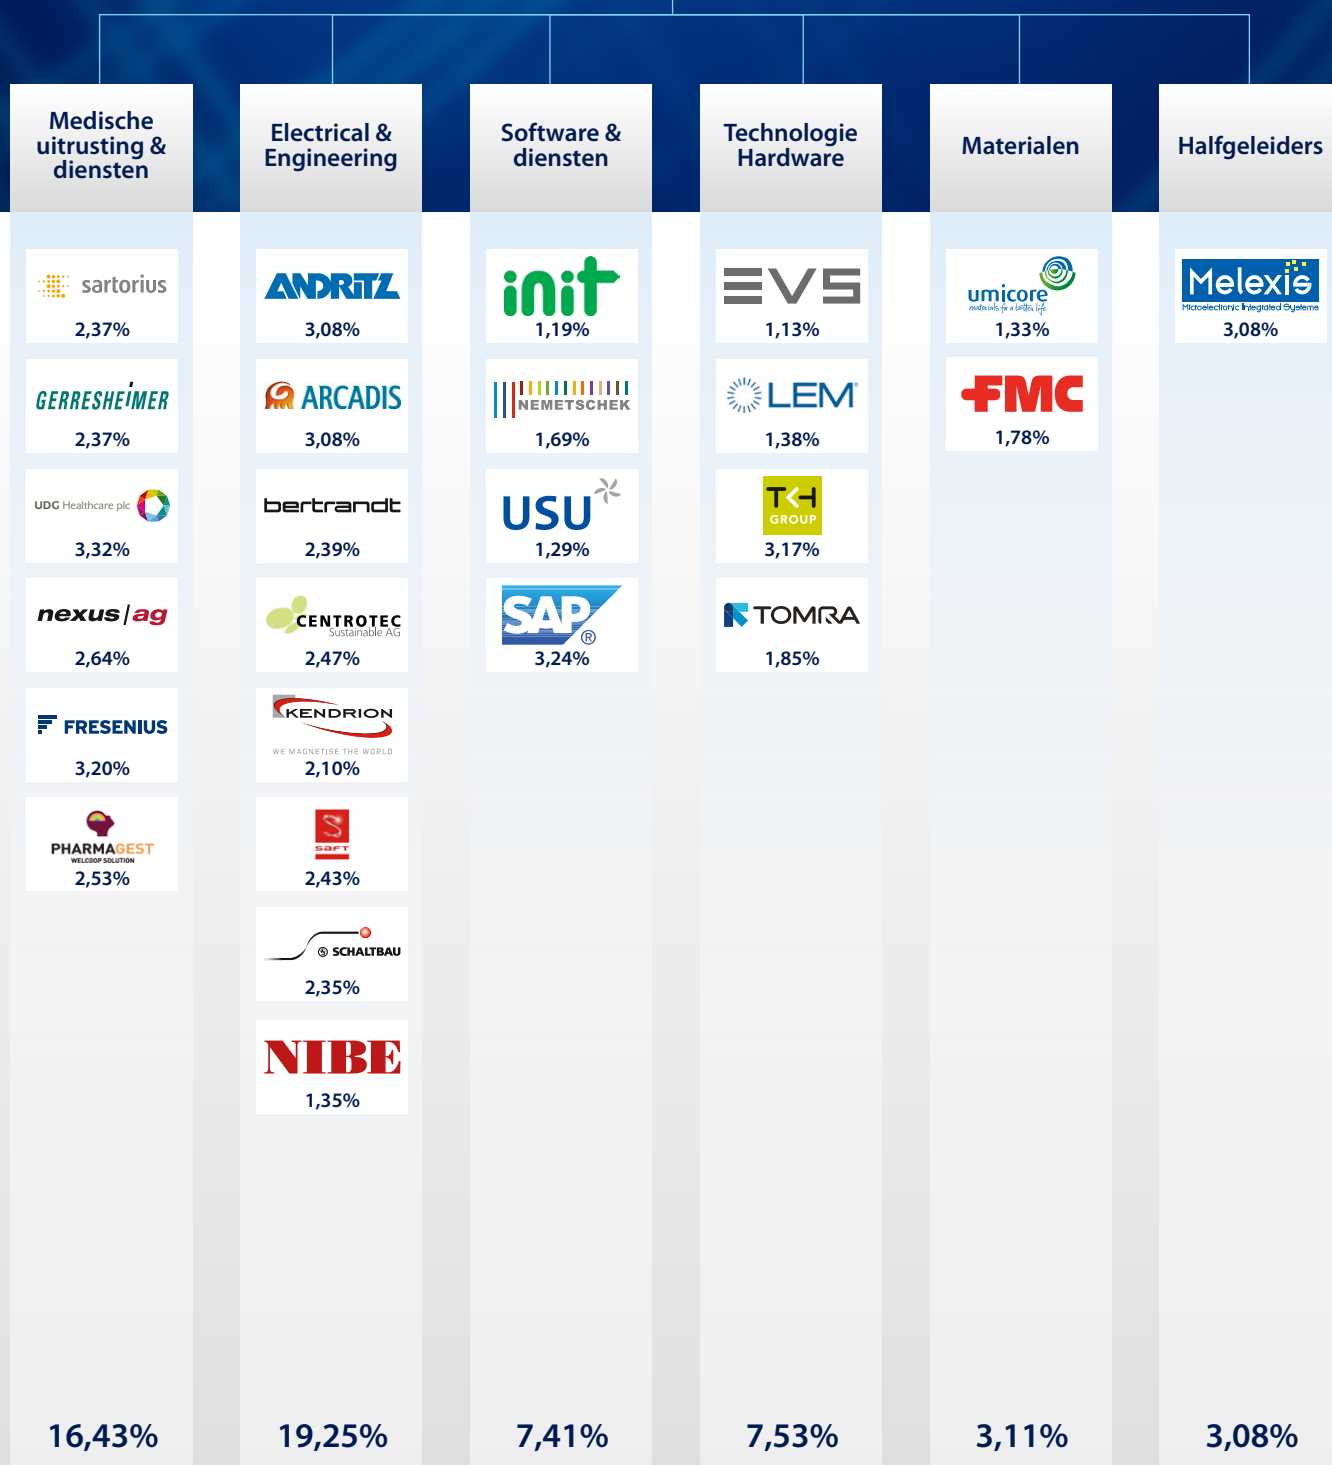 Medische
uitrusting &
diensten
sartorius
2,37%
GERRESHEIMER
2,37%
UDG Healthcare plc
3,32%
nexus|ag
2,64%
FRESENIUS
3,20%
PHARMAGEST
WELCOOP SOLUTION
2,53%
16,43%
Electrical &
Engineering
ANDRITZ
3,08%
ARCADIS
3,08%
bertrandt
2,39%
CENTROTEC
Sustainable AG
2,47%
KENDRION
WE MAGNETISE THE WORLD
2,10%
saft
2,43%
SCHALTBAU
2,35%
NIBE
1,35%
19,25%
Software &
diensten
init
1,19%
NEMETSCHEK
1,69%
USU
1,29%
SAP®
3,24%
7,41%
Technologie
Hardware
EVS
1,13%
LEM®
1,38%
TKH
GROUP
3,17%
TOMRA
1,85%
7,53%
Materialen
umicore
materials for a better life
1,33%
FMC
1,78%
3,11%
Halfgeleiders
Melexis
Microelectronic Integrated Systems
3,08%
3,08%